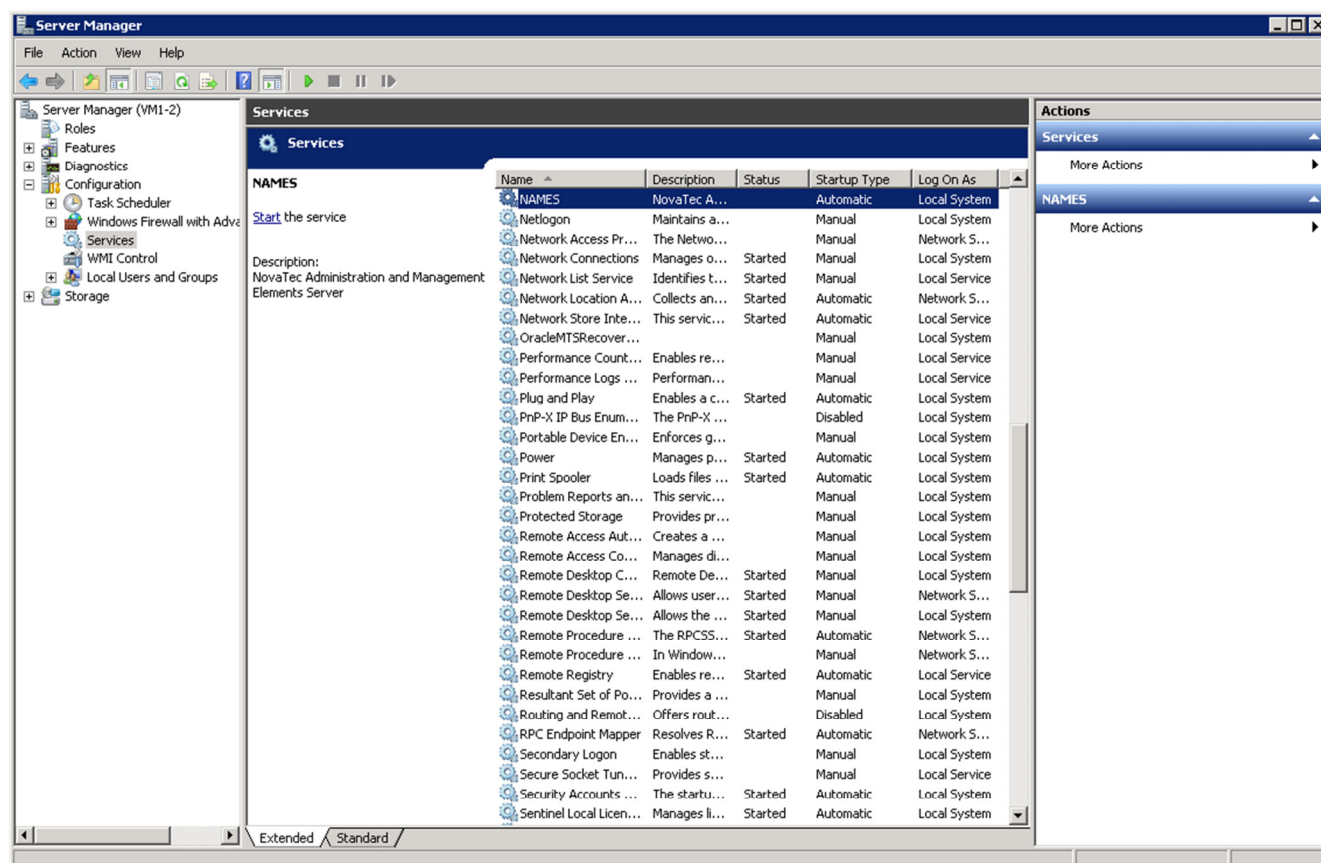 Server Manager
File Action View Help
Server Manager (VM1-2)
Roles
Features
Diagnostics
Configuration
Task Scheduler
Windows Firewall with Adva
Services
WMI Control
Local Users and Groups
Storage
Services
Services
NAMES
Start the service
Description:
NovaTec Administration and Management
Elements Server
Name Description Status Startup Type Log On As
NAMES NovaTec A... Automatic Local System
Netlogon Maintains a... Manual Local System
Network Access Pr... The Netwo... Manual Network S...
Network Connections Manages o... Started Manual Local System
Network List Service Identifies t... Started Manual Local Service
Network Location A... Collects an... Started Automatic Network S...
Network Store Inte... This servic... Started Automatic Local Service
OracleMTSRecover... Manual Local System
Performance Count... Enables re... Manual Local Service
Performance Logs ... Performan... Manual Local Service
Plug and Play Enables a c... Started Automatic Local System
PnP-X IP Bus Enum... The PnP-X ... Disabled Local System
Portable Device En... Enforces g... Manual Local System
Power Manages p... Started Automatic Local System
Print Spooler Loads files ... Started Automatic Local System
Problem Reports an... This servic... Manual Local System
Protected Storage Provides pr... Manual Local System
Remote Access Aut... Creates a ... Manual Local System
Remote Access Co... Manages di... Manual Local System
Remote Desktop C... Remote De... Started Manual Local System
Remote Desktop Se... Allows user... Started Manual Network S...
Remote Desktop Se... Allows the ... Started Manual Local System
Remote Procedure ... The RPCSS... Started Automatic Network S...
Remote Procedure ... In Window... Manual Network S...
Remote Registry Enables re... Started Automatic Local Service
Resultant Set of Po... Provides a ... Manual Local System
Routing and Remot... Offers rout... Disabled Local System
RPC Endpoint Mapper Resolves R... Started Automatic Network S...
Secondary Logon Enables st... Manual Local System
Secure Socket Tun... Provides s... Manual Local Service
Security Accounts ... The startu... Started Automatic Local System
Sentinel Local Licen... Manages li... Started Automatic Local System
Extended Standard
Actions
Services
More Actions
NAMES
More Actions